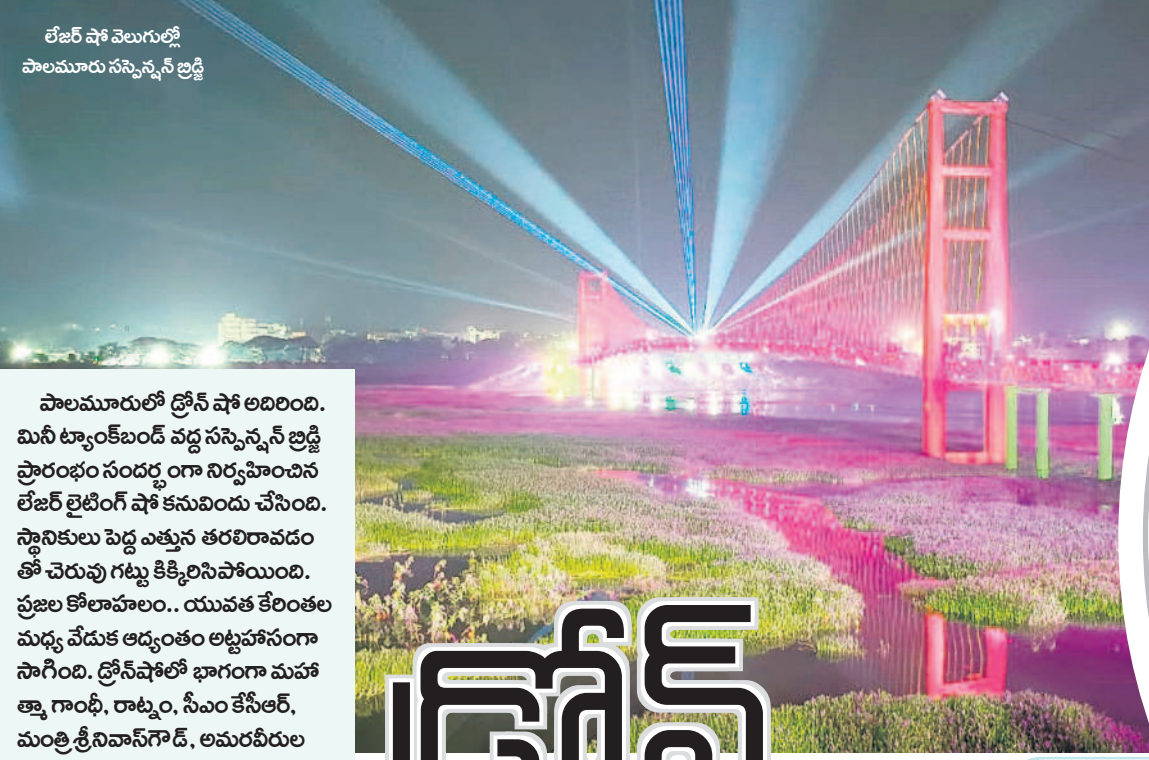 లేజర్ షో వెలుగుల్లో
పాలమూరు సస్పెన్షన్ బ్రిడ్జి
పాలమూరులో డ్రోన్ షో అదిరింది.
మినీ ట్యాంక్‌బండ్ వద్ద సస్పెన్షన్ బ్రిడ్జి
ప్రారంభం సందర్భంగా నిర్వహించిన
లేజర్ లైటింగ్ షో కనువిందు చేసింది.
స్థానికులు పెద్ద ఎత్తున తరలిరావడం
తో చెరువు గట్టు కిక్కిరిసిపోయింది.
ప్రజల కోలాహలం.. యువత కేరింతల
మధ్య వేడుక ఆద్యంతం అట్టహాసంగా
సాగింది. డ్రోన్‌షోలో భాగంగా మహా
త్మా గాంధీ, రాట్నం, సీఎం కేసీఆర్,
మంత్రి శ్రీనివాస్‌గౌడ్, అమరవీరుల
డ్రోన్